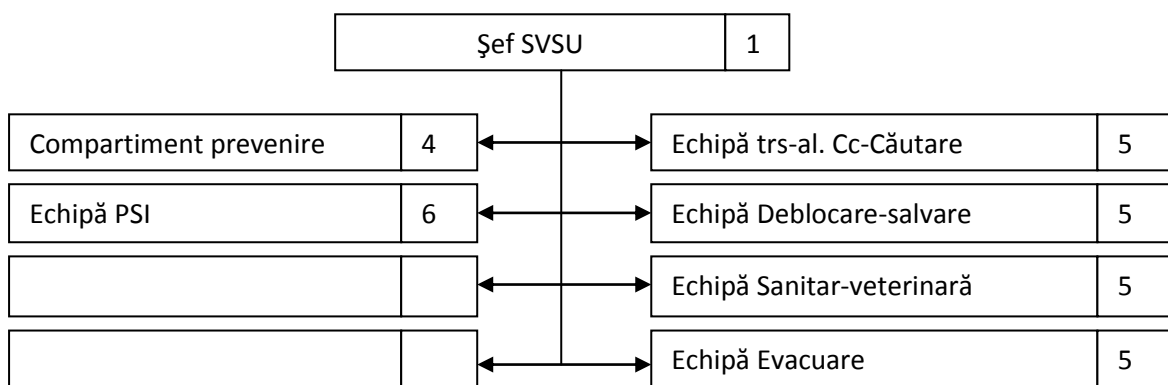 Şef SVSU 1
Compartiment prevenire 4
Echipă trs-al. Cc-Căutare 5
Echipă PSI 6
Echipă Deblocare-salvare 5
Echipă Sanitar-veterinară 5
Echipă Evacuare 5